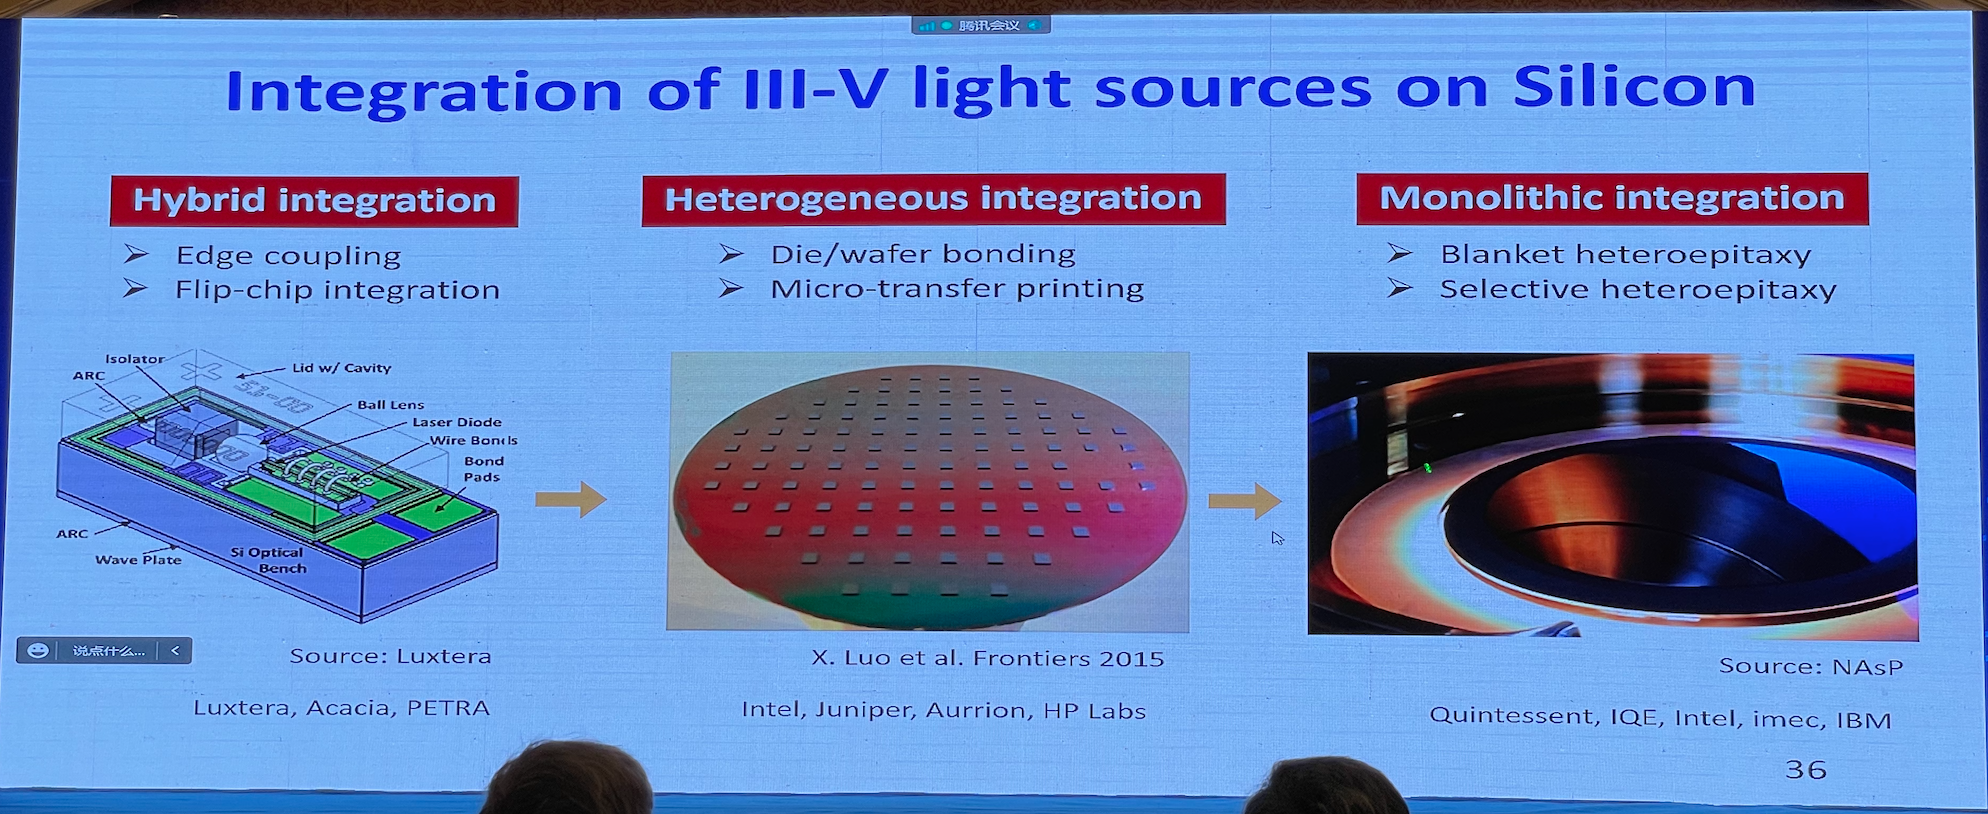 腾讯会议
Integration of III-V light sources on Silicon
Hybrid integration
➢ Edge coupling
➢ Flip-chip integration
Isolator
ARC
Lid w/ Cavity
51-00
Ball Lens
Laser Diode
Wire Bonds
Bond
Pads
ARC
Wave Plate
Si Optical
Bench
Source: Luxtera
Luxtera, Acacia, PETRA
Heterogeneous integration
➢ Die/wafer bonding
➢ Micro-transfer printing
X. Luo et al. Frontiers 2015
Intel, Juniper, Aurrion, HP Labs
Monolithic integration
➢ Blanket heteroepitaxy
➢ Selective heteroepitaxy
Source: NAsP
Quintessent, IQE, Intel, imec, IBM
说点什么...
36